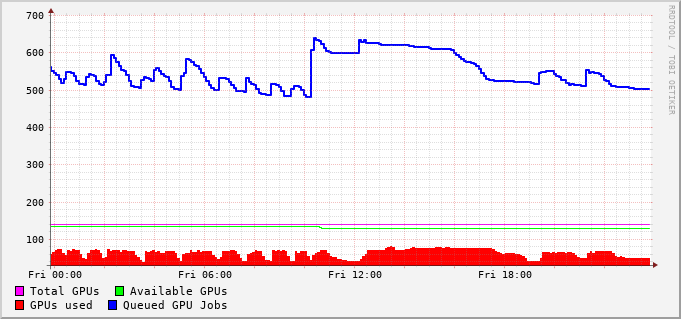 700
600
500
400
300
200
100
Fri 00:00 Fri 06:00 Fri 12:00 Fri 18:00
Total GPUs Available GPUs
GPUs used Queued GPU Jobs
RRDTOOL / TOBI OETIKER